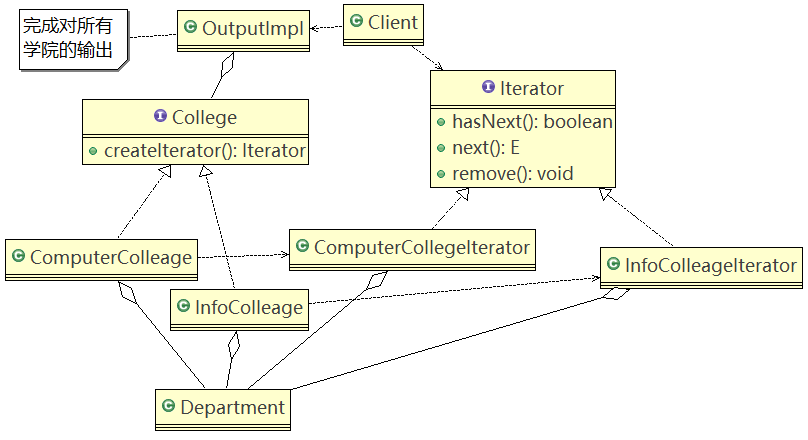 完成对所有
学院的输出
OutputImpl
Client
College
createIterator(): Iterator
Iterator
hasNext(): boolean
next(): E
remove(): void
ComputerColleage
ComputerCollegeIterator
InfoColleageIterator
InfoColleage
Department